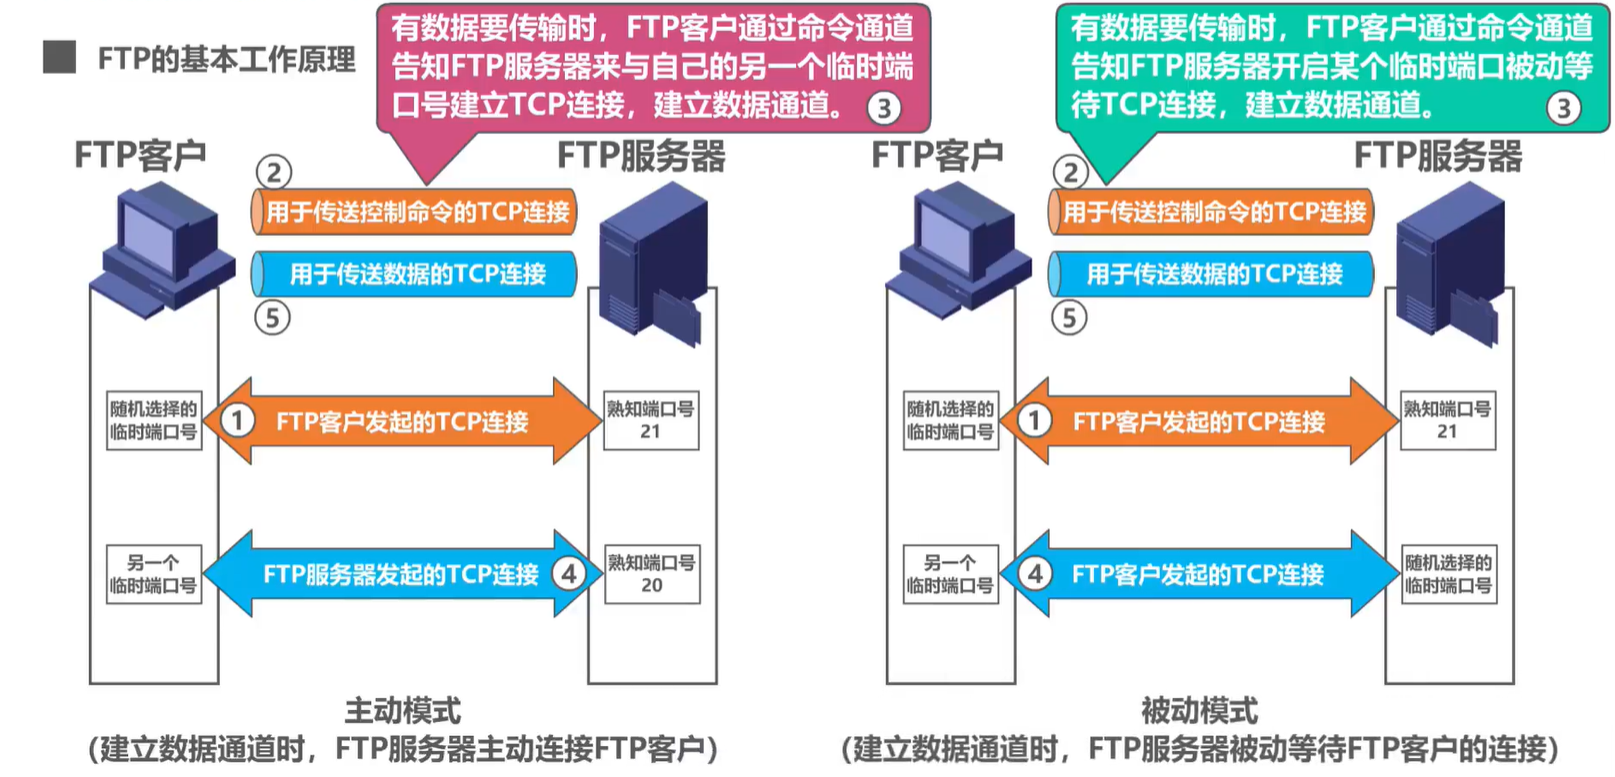 FTP的基本工作原理
有数据要传输时，FTP客户通过命令通道
告知FTP服务器来与自己的另一个临时端
口号建立TCP连接，建立数据通道。 ③
FTP客户
FTP服务器
②
用于传送控制命令的TCP连接
用于传送数据的TCP连接
⑤
随机选择的
临时端口号
① FTP客户发起的TCP连接
熟知端口号
21
另一个
临时端口号
FTP服务器发起的TCP连接 ④
熟知端口号
20
主动模式
（建立数据通道时，FTP服务器主动连接FTP客户）
有数据要传输时，FTP客户通过命令通道
告知FTP服务器开启某个临时端口被动等
待TCP连接，建立数据通道。 ③
FTP客户
FTP服务器
②
用于传送控制命令的TCP连接
用于传送数据的TCP连接
⑤
随机选择的
临时端口号
① FTP客户发起的TCP连接
熟知端口号
21
另一个
临时端口号
④ FTP客户发起的TCP连接
随机选择的
临时端口号
被动模式
（建立数据通道时，FTP服务器被动等待FTP客户的连接）